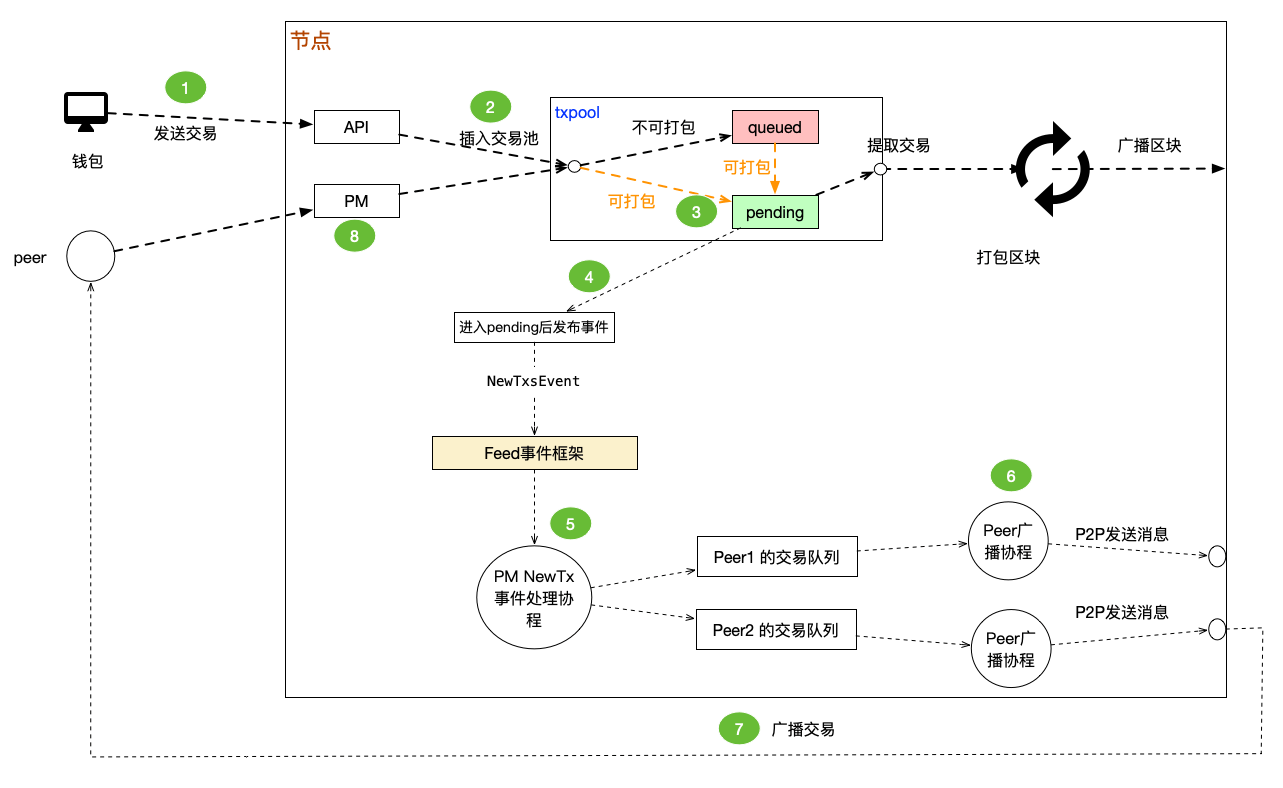 节点
1
发送交易
钱包
API
2
插入交易池
txpool
不可打包
queued
可打包
可打包
3
pending
提取交易
广播区块
打包区块
PM
8
peer
4
进入pending后发布事件
NewTxsEvent
Feed事件框架
5
PM NewTx
事件处理协
程
Peer1 的交易队列
6
Peer广
播协程
P2P发送消息
Peer2 的交易队列
Peer广
播协程
P2P发送消息
7
广播交易